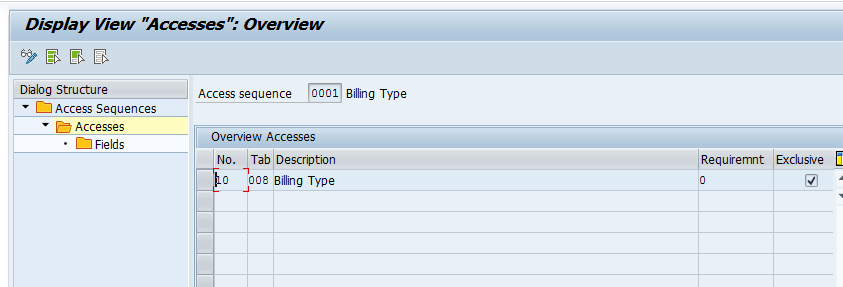 Display View "Accesses": Overview
Dialog Structure
Access Sequences
Accesses
Fields
Access sequence 0001 Billing Type
Overview Accesses
No. Tab Description Requiremnt Exclusive
10 008 Billing Type 0